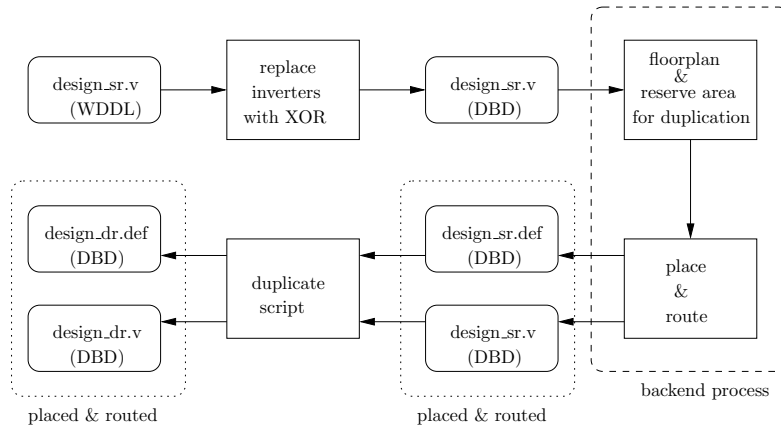 design_sr.v
(WDDL)
replace
inverters
with XOR
design_sr.v
(DBD)
floorplan
&
reserve area
for duplication
design_dr.def
(DBD)
design_dr.v
(DBD)
duplicate
script
design_sr.def
(DBD)
design_sr.v
(DBD)
place
&
route
backend process
placed & routed
placed & routed